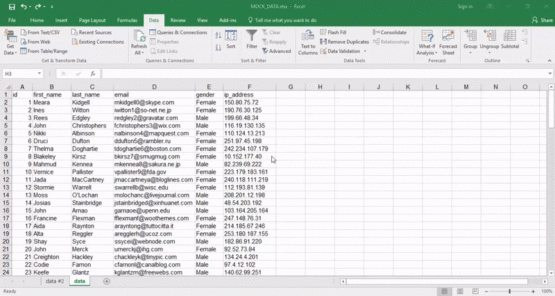 MOCK_DATA.xlsx - Excel
Sign in
File Home Insert Page Layout Formulas Data Review View Add-ins Tell me what you want to do... Share
Get Data From Text/CSV From Web From Table/Range Recent Sources Existing Connections
Refresh All Queries & Connections Properties Edit Links
Sort Filter Clear Reapply Advanced
Text to Columns Flash Fill Remove Duplicates Data Validation Consolidate Relationships
What-If Analysis Forecast Sheet Group Ungroup Subtotal
Get & Transform Data Queries & Connections Sort & Filter Data Tools Forecast Outline
H3
A B C D E F G H I J K L M N O
1 id first_name last_name email gender ip_address
2 1 Meara Kidgell mkidgell0@skype.com Female 150.80.75.72
3 2 Ines Witton iwitton1@so-net.ne.jp Female 190.76.30.125
4 3 Rees Edgley redgley2@gravatar.com Male 199.66.48.34
5 4 John Christophers jchristophers3@wix.com Male 116.19.130.135
6 5 Nikki Albinson nalbinson4@mapquest.com Female 110.124.13.213
7 6 Druci Dufton ddufton5@rambler.ru Female 251.97.45.198
8 7 Thelma Dogharte tdogharte6@boston.com Female 242.234.107.179
9 8 Blakeley Kirsz bkirsz7@smugmug.com Female 10.152.177.40
10 9 Mahmud Kennea mkennea8@sakura.ne.jp Male 82.239.09.222
11 10 Vernice Pallister vpallister9@fda.gov Female 223.179.183.161
12 11 Jada MacCartney jmaccartneya@bloglines.com Female 240.118.111.219
13 12 Stormie Warrell swarrellb@wisc.edu Female 112.193.81.139
14 13 Moss O'Lochan molochanc@livejournal.com Male 208.201.12.198
15 14 Josias Stainbridge jstainbridged@xinhuanet.com Male 48.54.203.192
16 15 John Arnao garnaoe@upenn.edu Male 103.164.205.164
17 16 Francine Flexman fflexmanf@woothemes.com Female 247.148.76.31
18 17 Aida Raynton arayntong@tuttocitta.it Female 214.185.67.246
19 18 Alta Reggler aregglerh@ucoz.com Female 253.180.187.155
20 19 Shay Syce ssycei@webnode.com Female 182.86.91.220
21 20 John Merck umerckj@ihg.com Female 92.52.73.94
22 21 Creighton Hackley chackleyk@tinypic.com Male 134.24.4.201
23 22 Codie Farnon cfarnonl@canalblog.com Male 97.4.12.102
24 23 Keefe Glantz kglantzm@freewebs.com Male 140.62.99.251
data #2 data
Ready 100%